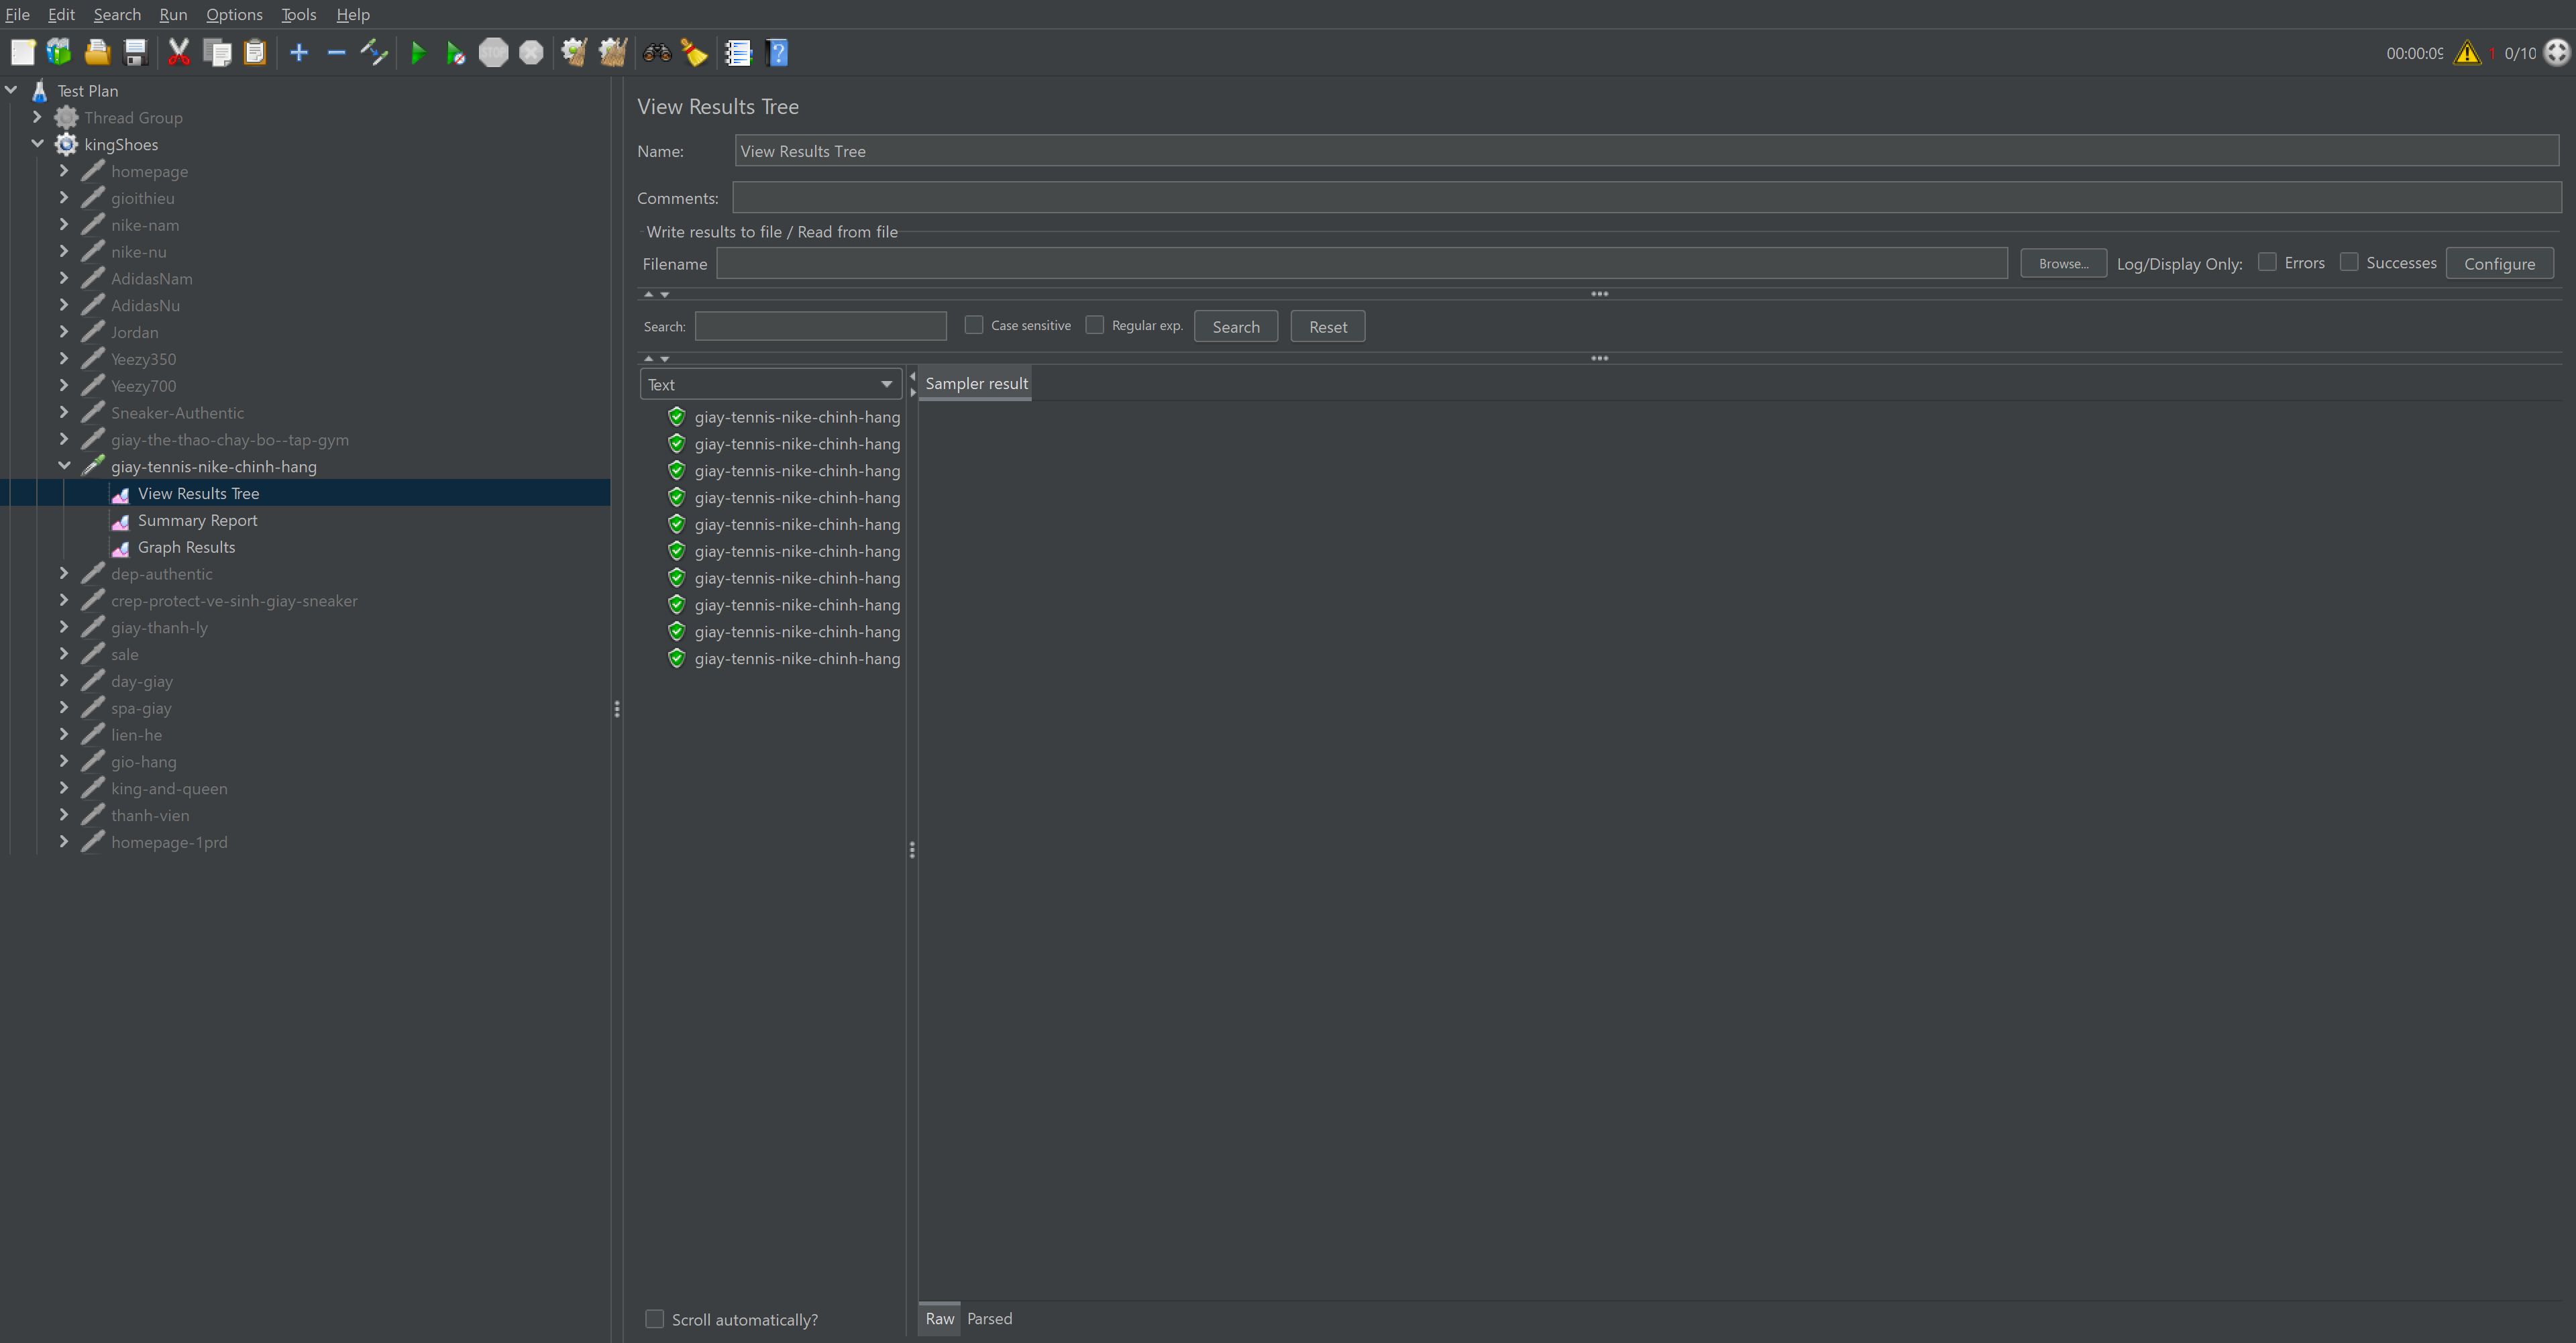 File Edit Search Run Options Tools Help
00:00:09 1 0/10
Test Plan
Thread Group
kingShoes
homepage
gioithieu
nike-nam
nike-nu
AdidasNam
AdidasNu
Jordan
Yeezy350
Yeezy700
Sneaker-Authentic
giay-the-thao-chay-bo--tap-gym
giay-tennis-nike-chinh-hang
View Results Tree
Summary Report
Graph Results
dep-authentic
crep-protect-ve-sinh-giay-sneaker
giay-thanh-ly
sale
day-giay
spa-giay
lien-he
gio-hang
king-and-queen
thanh-vien
homepage-1prd
View Results Tree
Name: View Results Tree
Comments:
Write results to file / Read from file
Filename Browse... Log/Display Only: Errors Successes Configure
Search: Case sensitive Regular exp. Search Reset
Text
Sampler result
giay-tennis-nike-chinh-hang
giay-tennis-nike-chinh-hang
giay-tennis-nike-chinh-hang
giay-tennis-nike-chinh-hang
giay-tennis-nike-chinh-hang
giay-tennis-nike-chinh-hang
giay-tennis-nike-chinh-hang
giay-tennis-nike-chinh-hang
giay-tennis-nike-chinh-hang
giay-tennis-nike-chinh-hang
Scroll automatically?
Raw Parsed